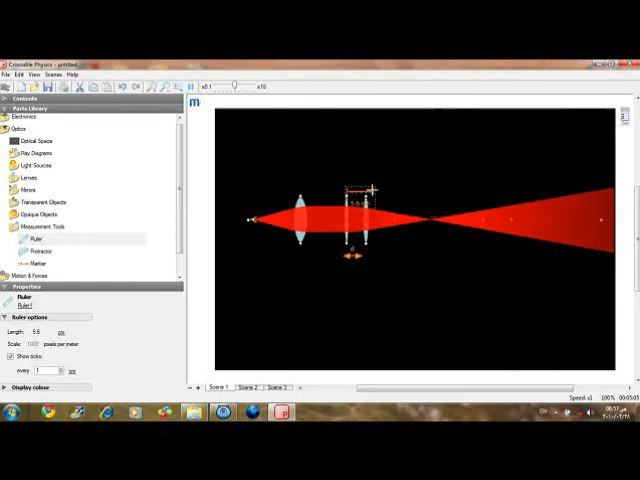 Crocodile Physics - untitled
File Edit View Scenes Help
x0.1 x10
Contents
Parts Library
Electronics
Optics
Optical Space
Ray Diagrams
Light Sources
Lenses
Mirrors
Transparent Objects
Opaque Objects
Measurement Tools
Ruler
Protractor
Marker
Motion & Forces
Properties
Ruler
Ruler1
Ruler options
Length: 5.6 cm
Scale: 1000 pixels per meter
Show ticks:
every 1 cm
Display colour
m
d
Scene 1 Scene 2 Scene 3
Speed: x1 100% 00:05:05
EN